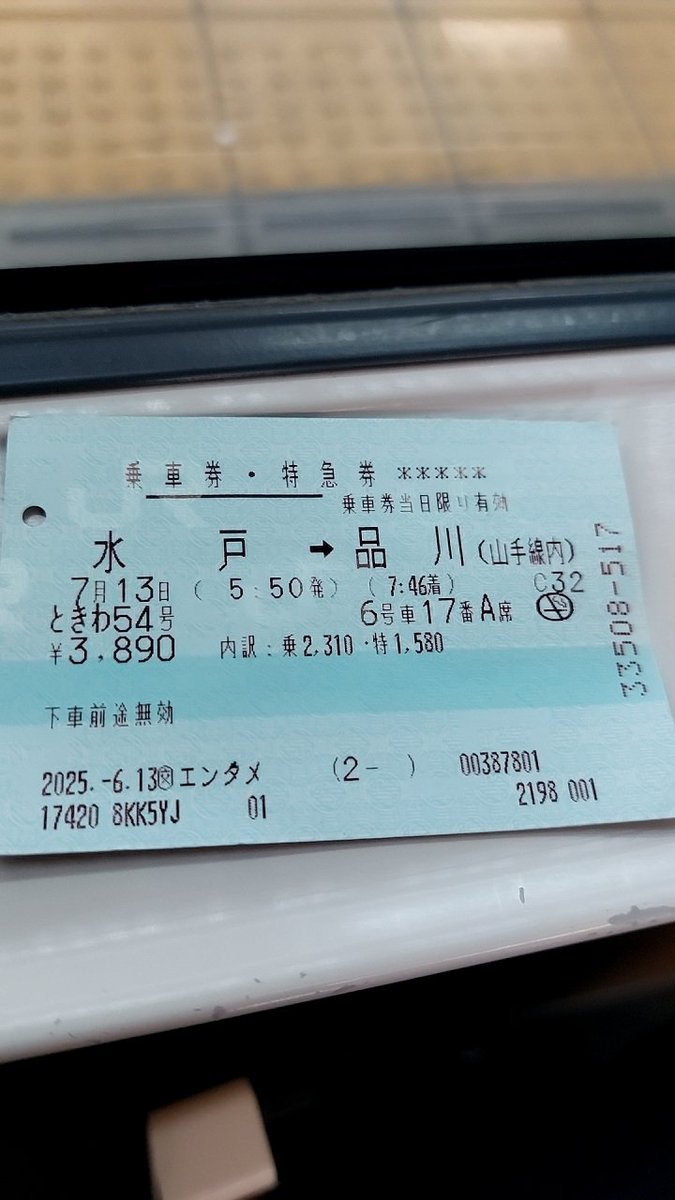 乗車券・特急券 *****
乗車券当日限り有効
水 戸 → 品 川(山手線内)
7月13日 ( 5:50発) ( 7:46着) C32
ときわ54号 6号車17番A席
¥3,890 内訳:乗2,310・特1,580
下車前途無効
2025.-6.13 エンタメ (2- ) 00387801
17420 8KK5YJ 01 2198 001
33508-517